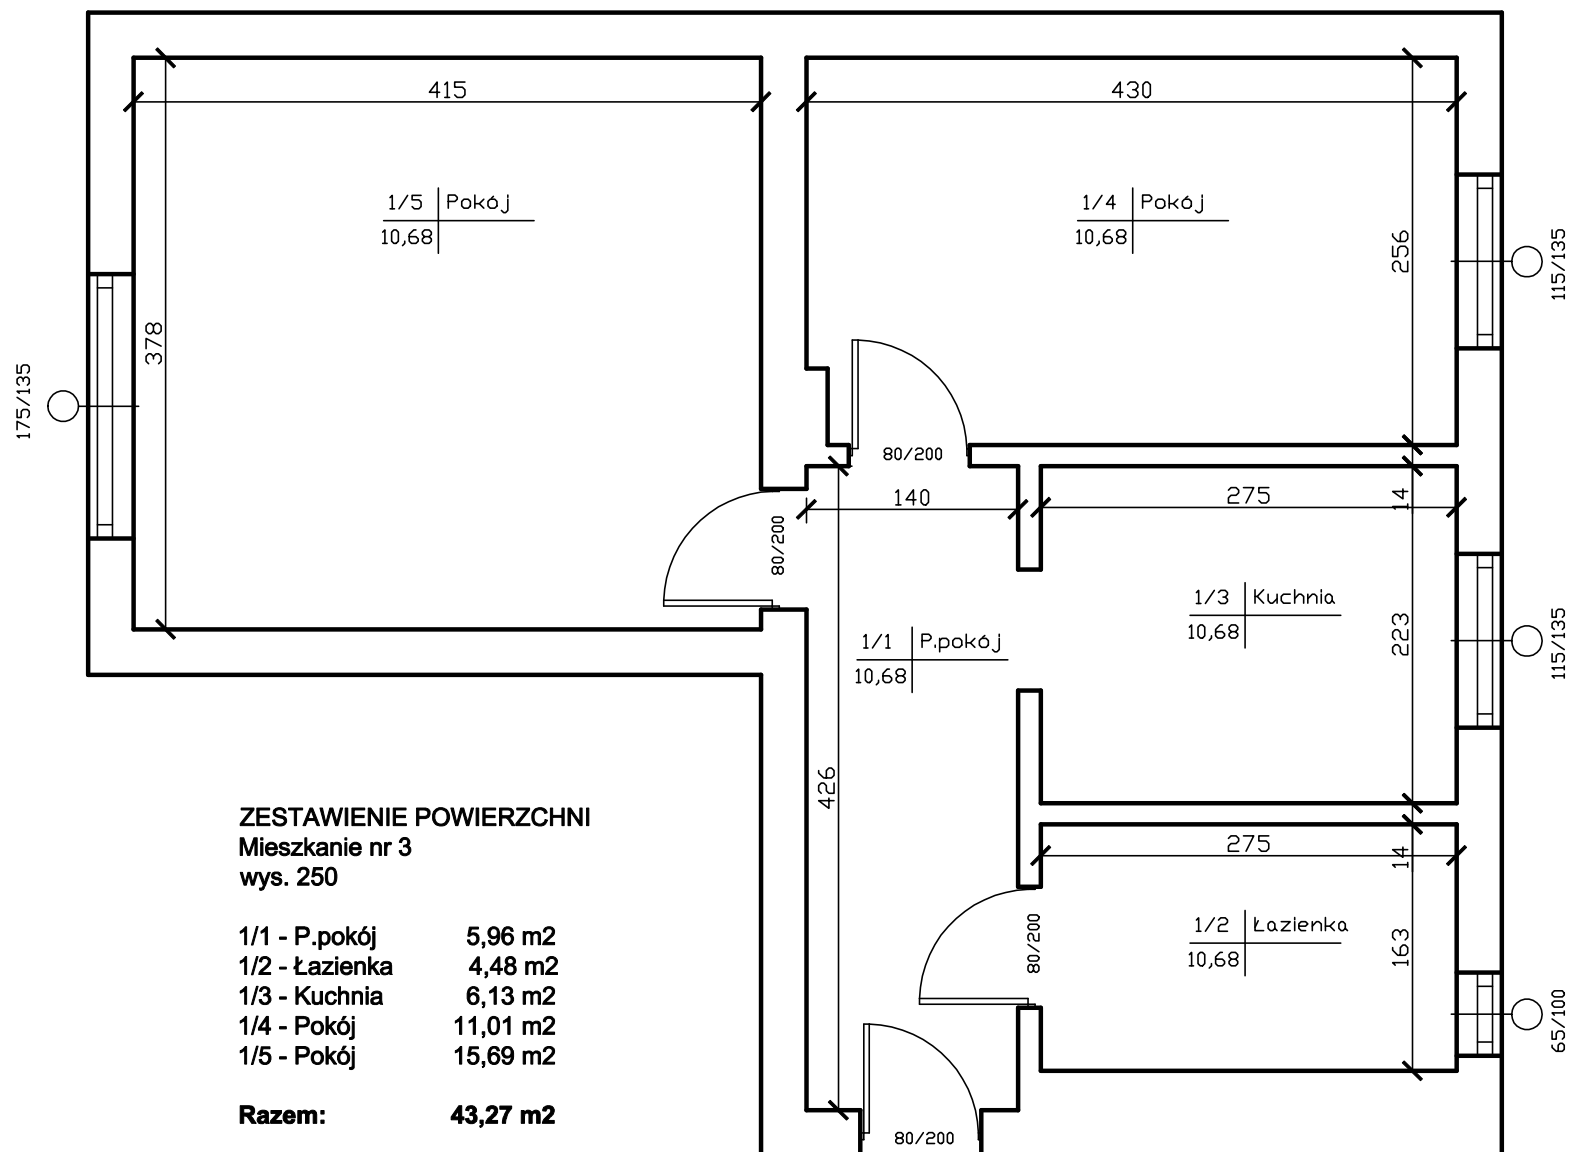 415
430
1/5 Pokój
10,68
1/4 Pokój
10,68
256
115/135
378
175/135
80/200
140
275
14
80/200
1/3 Kuchnia
10,68
223
115/135
1/1 P.pokój
10,68
426
275
14
1/2 Łazienka
10,68
163
80/200
65/100
80/200
ZESTAWIENIE POWIERZCHNI
Mieszkanie nr 3
wys. 250
1/1 - P.pokój 5,96 m2
1/2 - Łazienka 4,48 m2
1/3 - Kuchnia 6,13 m2
1/4 - Pokój 11,01 m2
1/5 - Pokój 15,69 m2
Razem: 43,27 m2